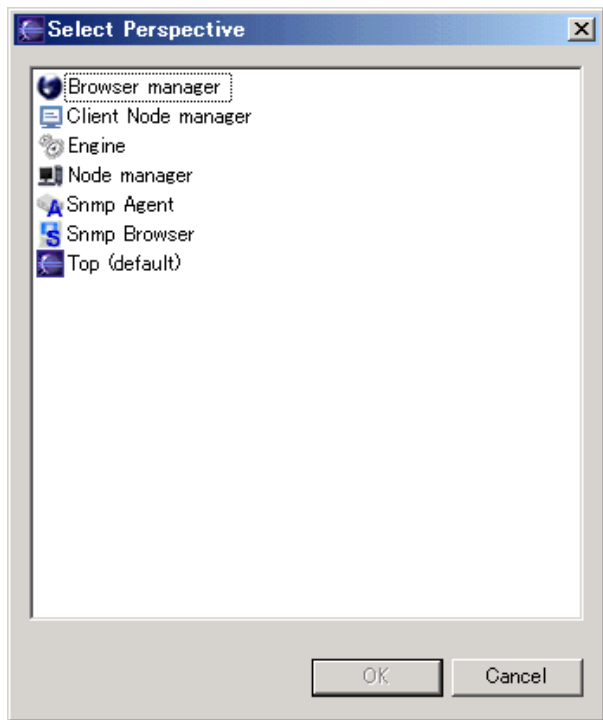 Select Perspective
Browser manager
Client Node manager
Engine
Node manager
Snmp Agent
Snmp Browser
Top (default)
OK
Cancel